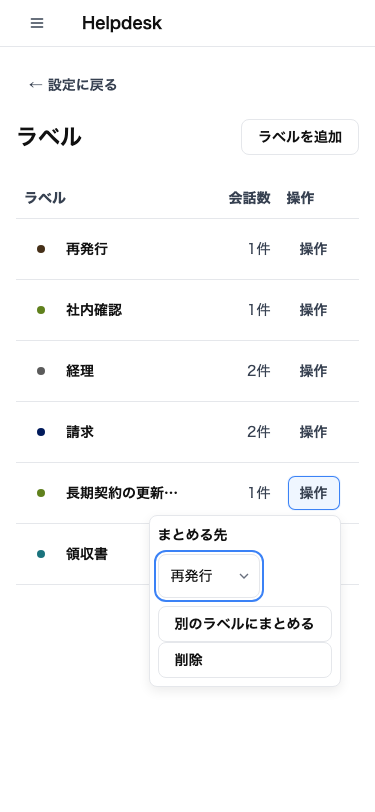 Helpdesk
← 設定に戻る
ラベル
ラベルを追加
ラベル 会話数 操作
再発行 1件 操作
社内確認 1件 操作
経理 2件 操作
請求 2件 操作
長期契約の更新… 1件 操作
領収書
まとめる先
再発行
別のラベルにまとめる
削除